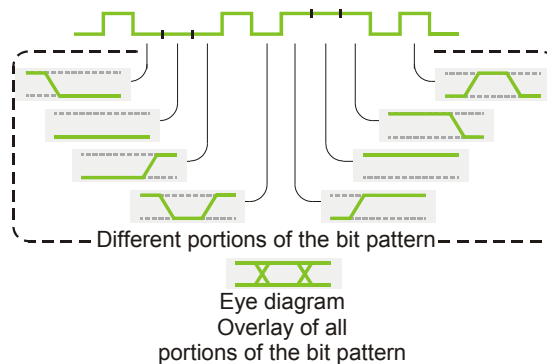 Different portions of the bit pattern
Eye diagram
Overlay of all
portions of the bit pattern